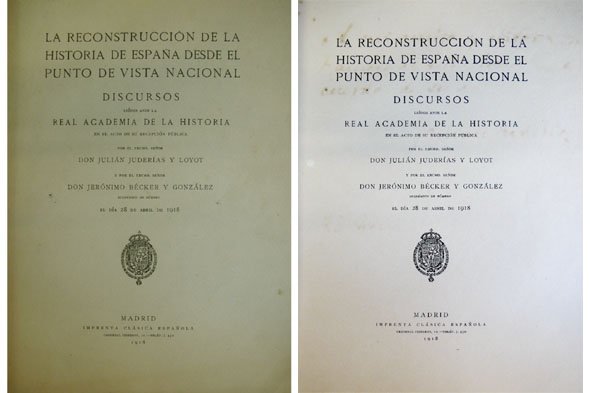 LA RECONSTRUCCIÓN DE LA
HISTORIA DE ESPAÑA DESDE EL
PUNTO DE VISTA NACIONAL
DISCURSOS
LEÍDOS ANTE LA
REAL ACADEMIA DE LA HISTORIA
EN EL ACTO DE SU RECEPCIÓN PÚBLICA
POR EL EXCMO. SEÑOR
DON JULIÁN JUDERÍAS Y LOYOT
Y POR EL EXCMO. SEÑOR
DON JERÓNIMO BÉCKER Y GONZÁLEZ
DE NÚMERO
EL DÍA 28 DE ABRIL DE 1918
MADRID
IMPRENTA CLÁSICA ESPAÑOLA
1918
LA RECONSTRUCCIÓN DE LA
HISTORIA DE ESPAÑA DESDE EL
PUNTO DE VISTA NACIONAL
DISCURSOS
LEÍDOS ANTE LA
REAL ACADEMIA DE LA HISTORIA
EN EL ACTO DE SU RECEPCIÓN PÚBLICA
POR EL EXCMO. SEÑOR
DON JULIÁN JUDERÍAS Y LOYOT
Y POR EL EXCMO. SEÑOR
DON JERÓNIMO BÉCKER Y GONZÁLEZ
DE NÚMERO
EL DÍA 28 DE ABRIL DE 1918
MADRID
IMPRENTA CLÁSICA ESPAÑOLA
1918